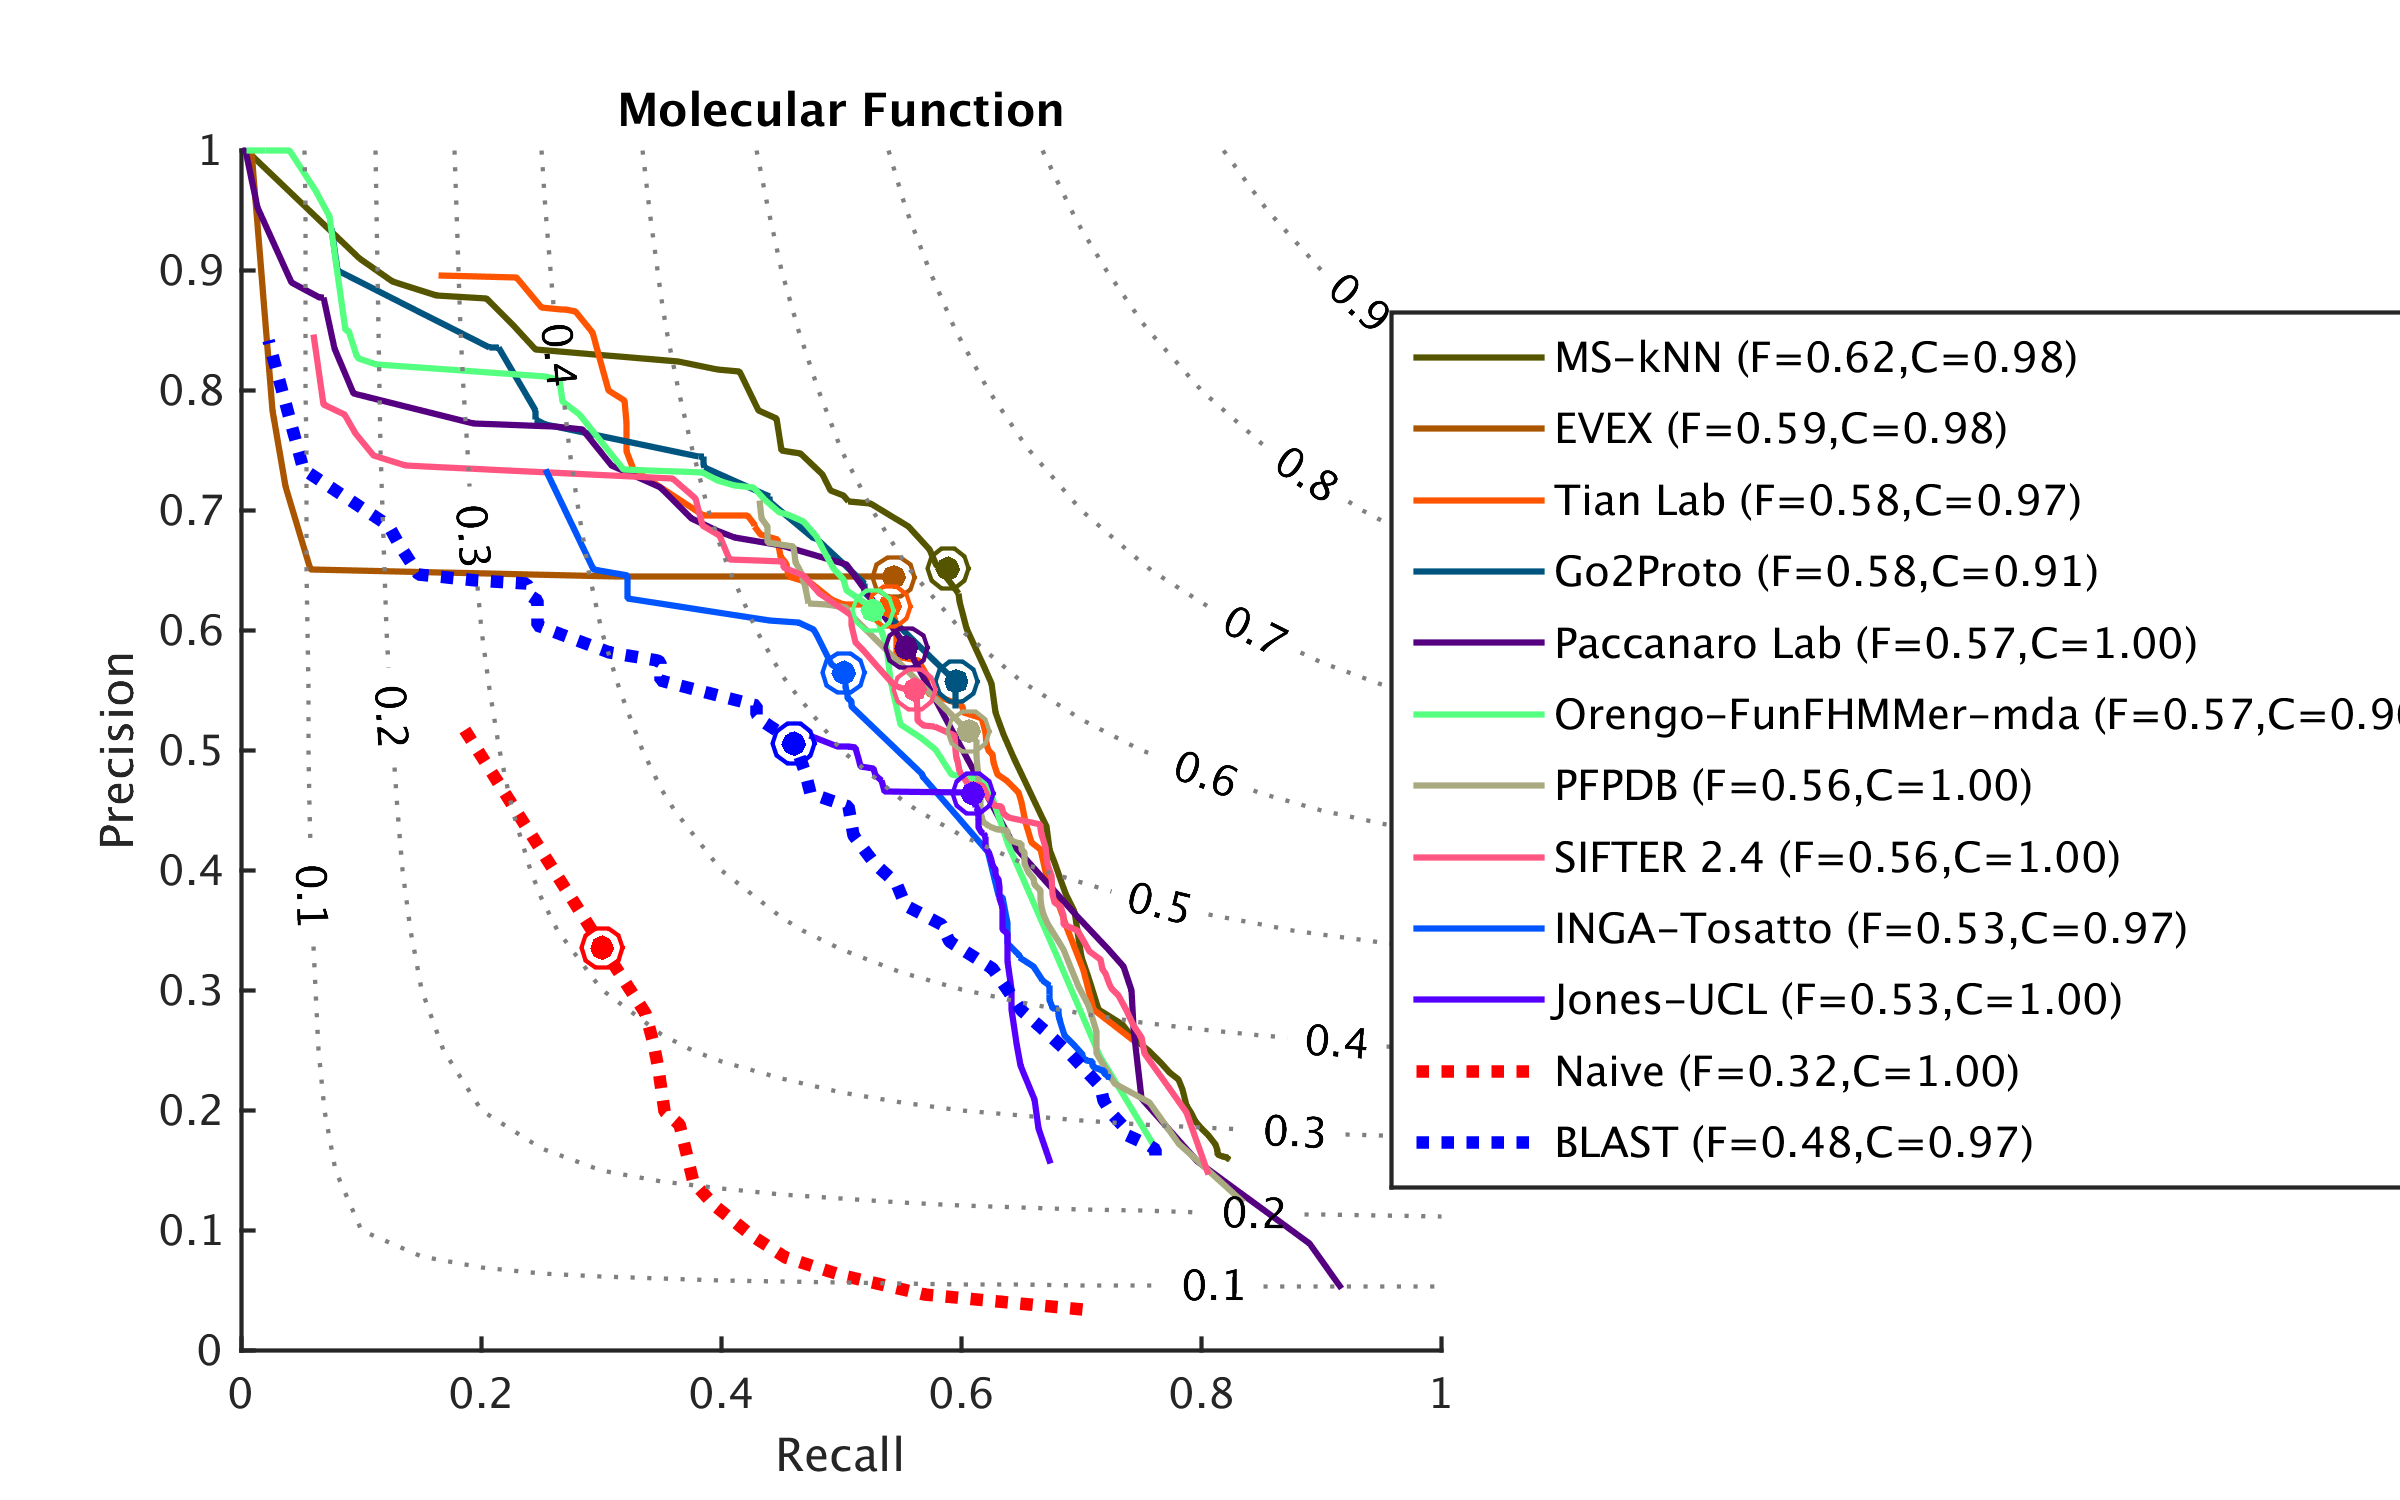 Molecular Function
Precision
1
0.9
0.8
0.7
0.6
0.5
0.4
0.3
0.2
0.1
0
0 0.2 0.4 0.6 0.8 1
Recall
0.1
0.2
0.3
0.4
0.9
0.8
0.7
0.6
0.5
0.4
0.3
0.2
0.1
MS-kNN (F=0.62,C=0.98)
EVEX (F=0.59,C=0.98)
Tian Lab (F=0.58,C=0.97)
Go2Proto (F=0.58,C=0.91)
Paccanaro Lab (F=0.57,C=1.00)
Orengo-FunFHMMer-mda (F=0.57,C=0.9
PFPDB (F=0.56,C=1.00)
SIFTER 2.4 (F=0.56,C=1.00)
INGA-Tosatto (F=0.53,C=0.97)
Jones-UCL (F=0.53,C=1.00)
Naive (F=0.32,C=1.00)
BLAST (F=0.48,C=0.97)